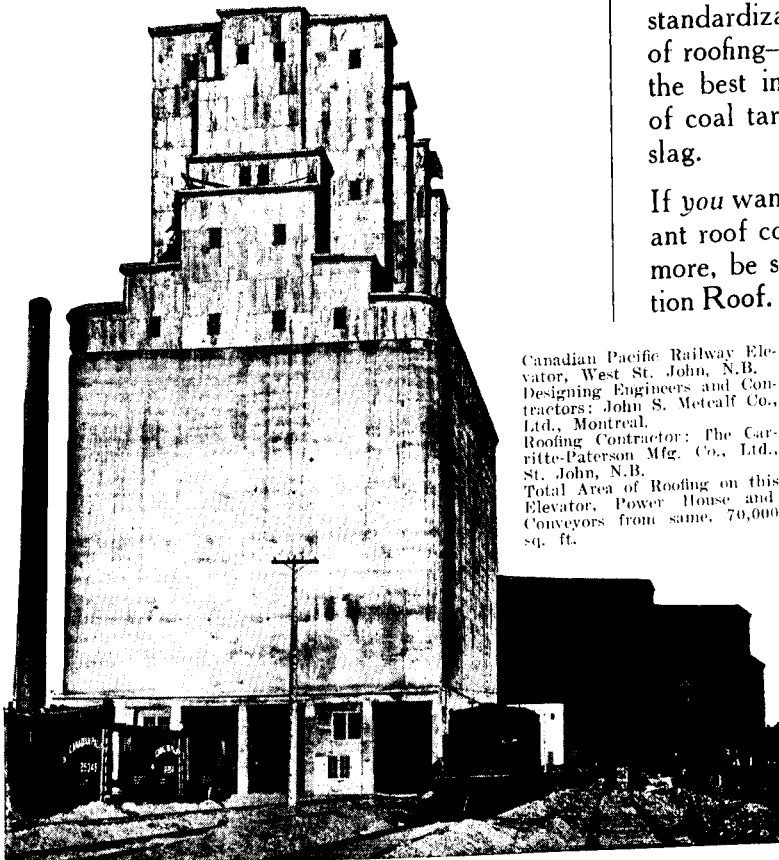 standardiza
of roofing—
the best in
of coal tar
slag.
If you wan
ant roof co
more, be s
tion Roof.
Canadian Pacific Railway Ele-
vator, West St. John, N.B.
Designing Engineers and Con-
tractors: John S. Metcalf Co.,
Ltd., Montreal.
Roofing Contractor: The Car-
ritte-Paterson Mfg. Co., Ltd.,
St. John, N.B.
Total Area of Roofing on this
Elevator, Power House and
Conveyors from same, 70,000
sq. ft.